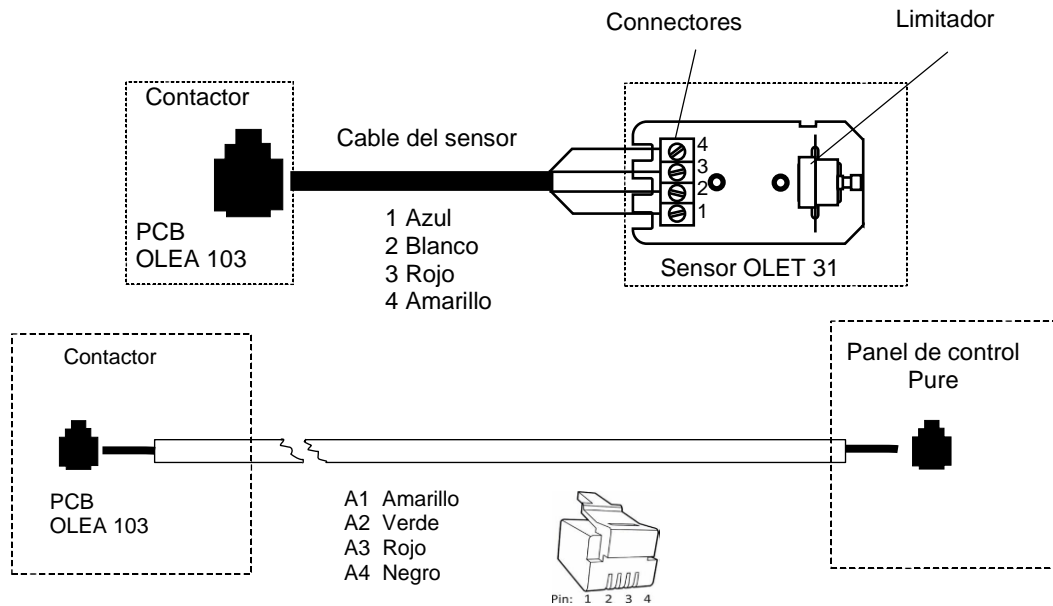 Connectores
Limitador
Contactor
Cable del sensor
4
3
2
1
PCB
OLEA 103
1 Azul
2 Blanco
3 Rojo
4 Amarillo
Sensor OLET 31
Contactor
Panel de control
Pure
PCB
OLEA 103
A1 Amarillo
A2 Verde
A3 Rojo
A4 Negro
Pin: 1 2 3 4